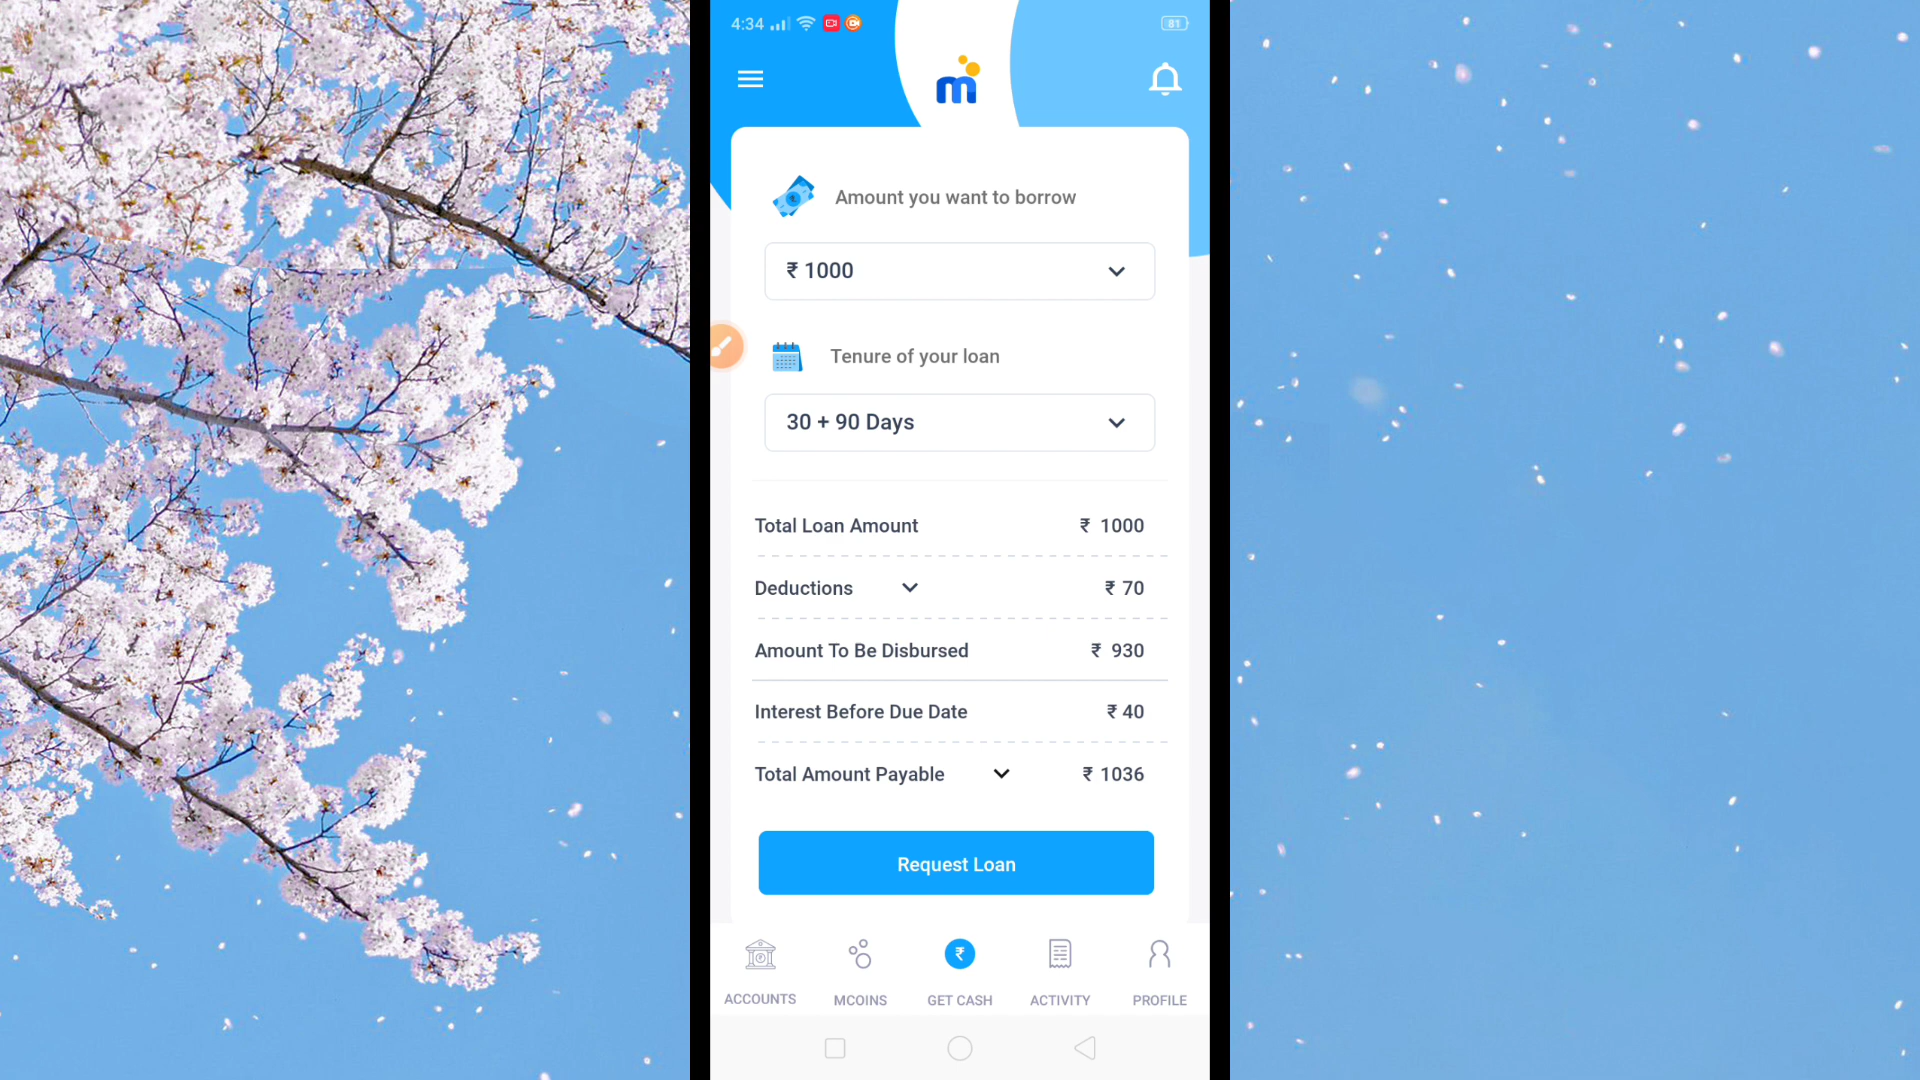 4:34
81
m
Amount you want to borrow
₹ 1000
Tenure of your loan
30 + 90 Days
Total Loan Amount ₹ 1000
Deductions ₹ 70
Amount To Be Disbursed ₹ 930
Interest Before Due Date ₹ 40
Total Amount Payable ₹ 1036
Request Loan
₹
ACCOUNTS MCOINS GET CASH ACTIVITY PROFILE